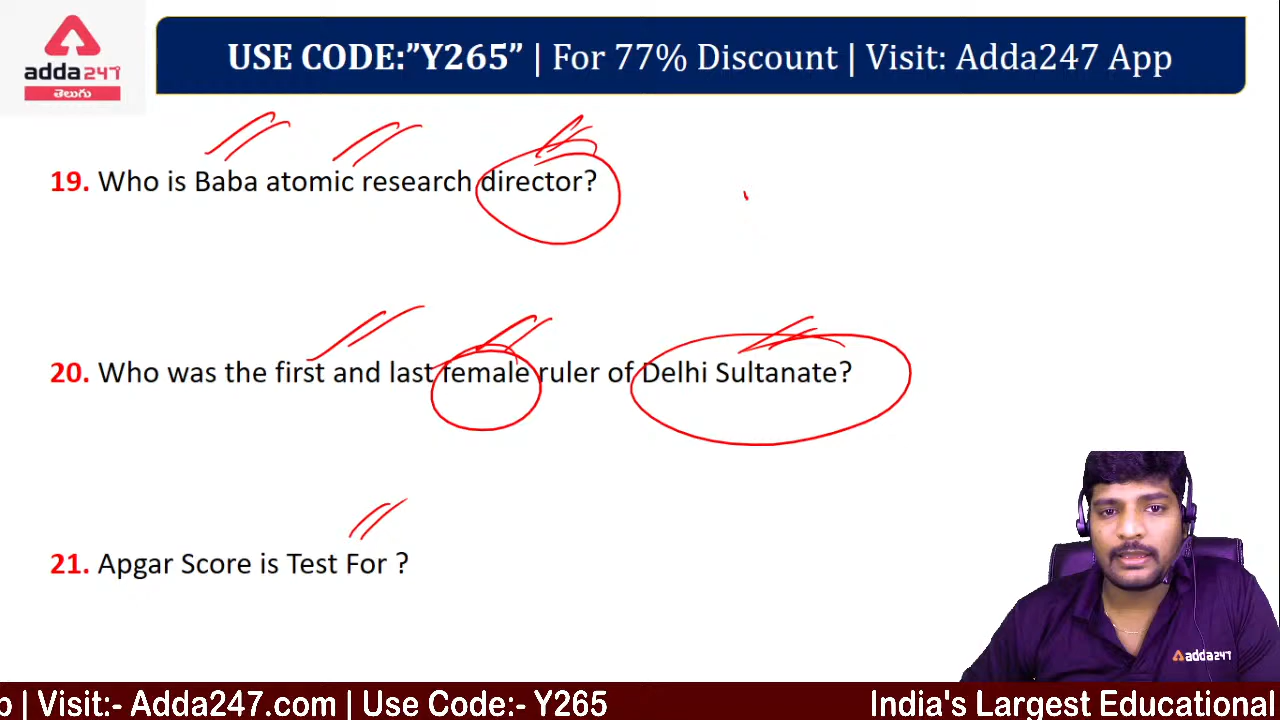 adda247
తెలుగు
USE CODE:”Y265” | For 77% Discount | Visit: Adda247 App
19. Who is Baba atomic research director?
20. Who was the first and last female ruler of Delhi Sultanate?
21. Apgar Score is Test For ?
adda247
p | Visit:- Adda247.com | Use Code:- Y265
India's Largest Educational